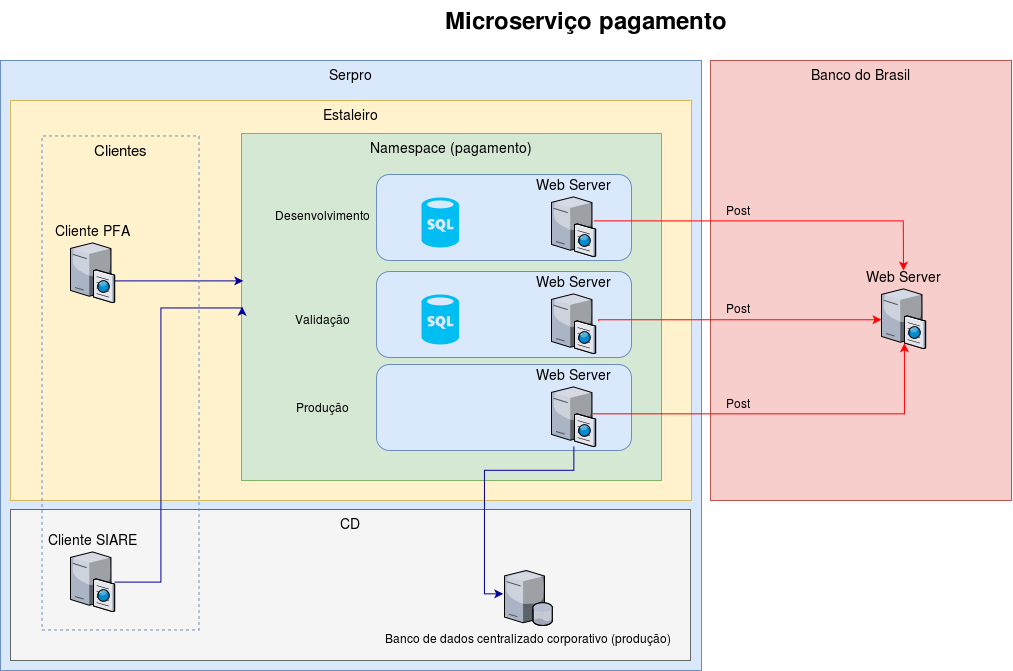 Microserviço pagamento
Serpro
Banco do Brasil
Estaleiro
Clientes
Namespace (pagamento)
Web Server
Desenvolvimento
SQL
Post
Cliente PFA
Web Server
Web Server
Validação
SQL
Post
Web Server
Produção
Post
CD
Cliente SIARE
Banco de dados centralizado corporativo (produção)